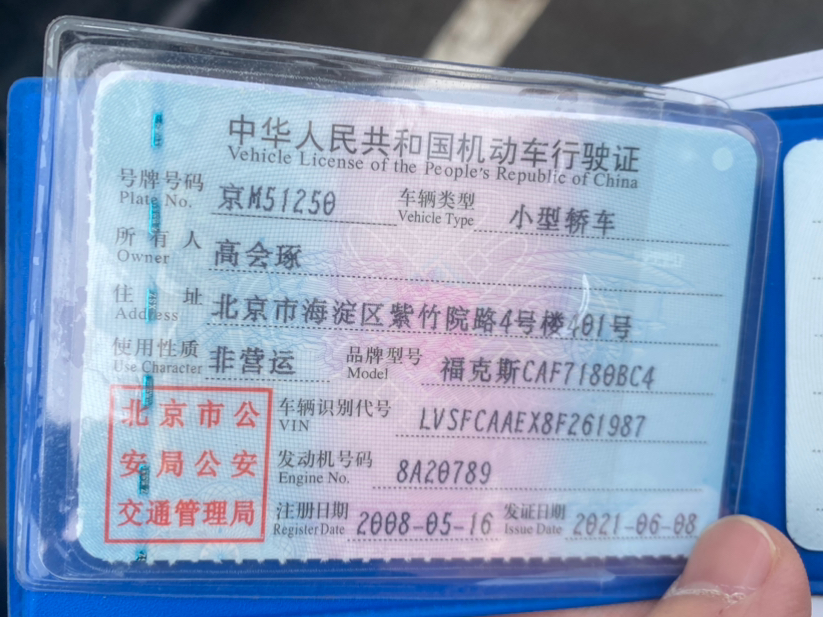 中华人民共和国机动车行驶证
Vehicle License of the People's Republic of China
号牌号码 京M51250 车辆类型 小型轿车
Plate No. Vehicle Type
所有人 高会琢
Owner
住址 北京市海淀区紫竹院路4号楼401号
Address
使用性质 非营运 品牌型号 福克斯CAF7180BC4
Use Character Model
北京市公 车辆识别代号 LVSFCAAEX8F261987
VIN
安局公安 发动机号码 8A20789
Engine No.
交通管理局 注册日期 2008-05-16 发证日期 2021-06-08
Register Date Issue Date